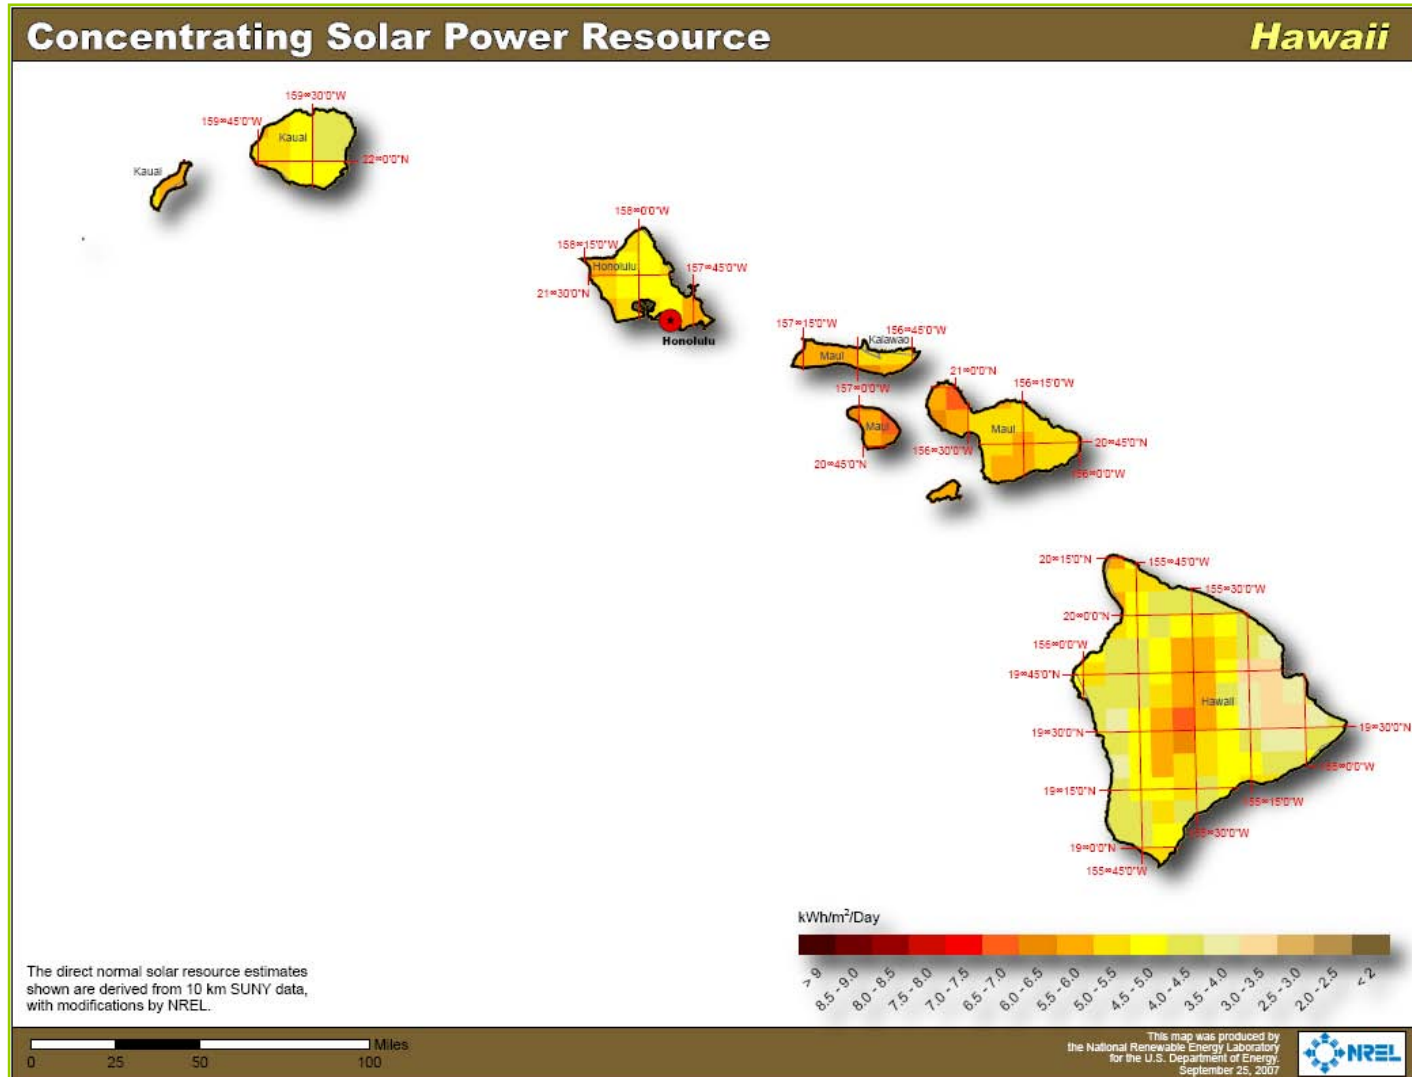 Concentrating Solar Power Resource
Hawaii
159∞30'0"W
159∞45'0"W
Kauai
22∞0'0"N
Kauai
158∞0'0"W
158∞15'0"W
Honolulu
157∞45'0"W
21∞30'0"N
Honolulu
157∞15'0"W
156∞45'0"W
Kalawao
Maui
21∞0'0"N
156∞15'0"W
157∞0'0"W
Maui
Maui
20∞45'0"N
156∞30'0"W
20∞45'0"N
156∞0'0"W
20∞15'0"N
155∞45'0"W
155∞30'0"W
20∞0'0"N
156∞0'0"W
19∞45'0"N
Hawaii
19∞30'0"N
19∞30'0"N
155∞0'0"W
19∞15'0"N
155∞15'0"W
155∞30'0"W
19∞0'0"N
155∞45'0"W
kWh/m²/Day
> 9
8.5 - 9.0
8.0 - 8.5
7.5 - 8.0
7.0 - 7.5
6.5 - 7.0
6.0 - 6.5
5.5 - 6.0
5.0 - 5.5
4.5 - 5.0
4.0 - 4.5
3.5 - 4.0
3.0 - 3.5
2.5 - 3.0
2.0 - 2.5
< 2
The direct normal solar resource estimates
shown are derived from 10 km SUNY data,
with modifications by NREL.
Miles
0 25 50 100
This map was produced by
the National Renewable Energy Laboratory
for the U.S. Department of Energy.
September 25, 2007
NREL